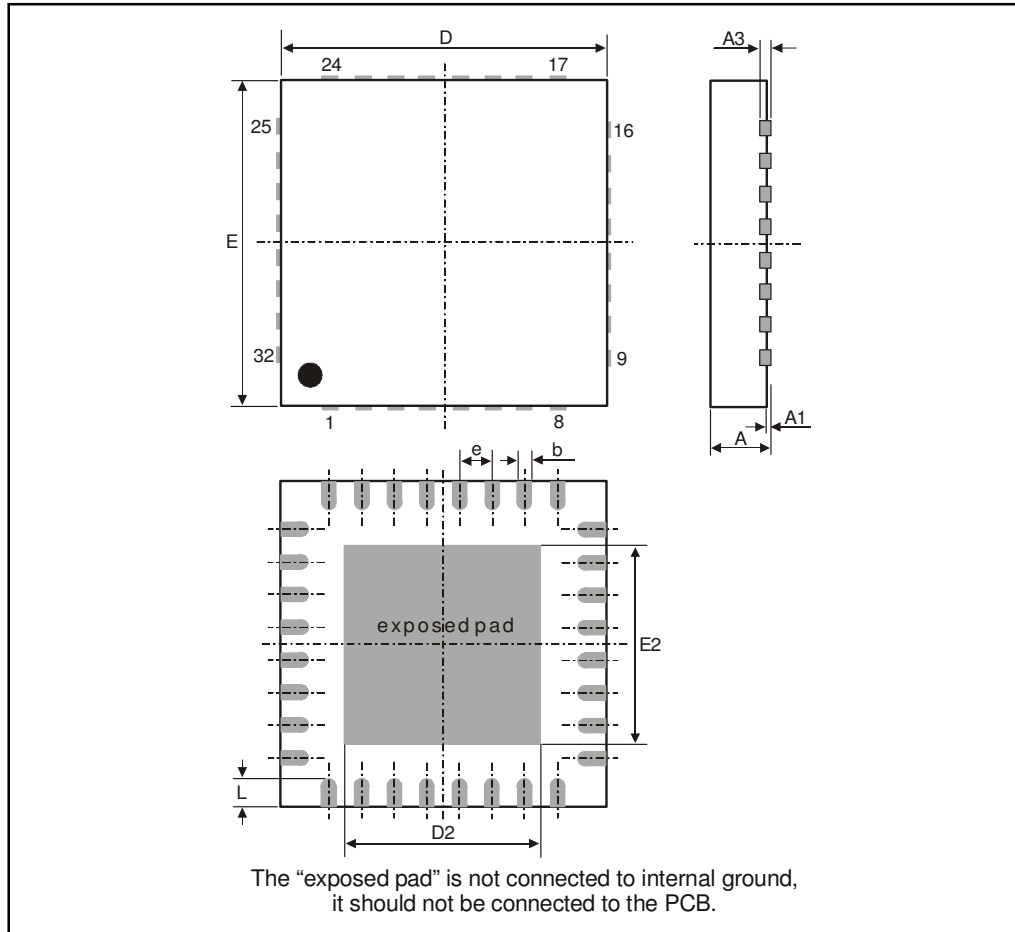 D
A3
24 17
25 16
E
32 9
1 8
A1
A
e b
exposed pad
E2
L
D2
The “exposed pad” is not connected to internal ground,
it should not be connected to the PCB.